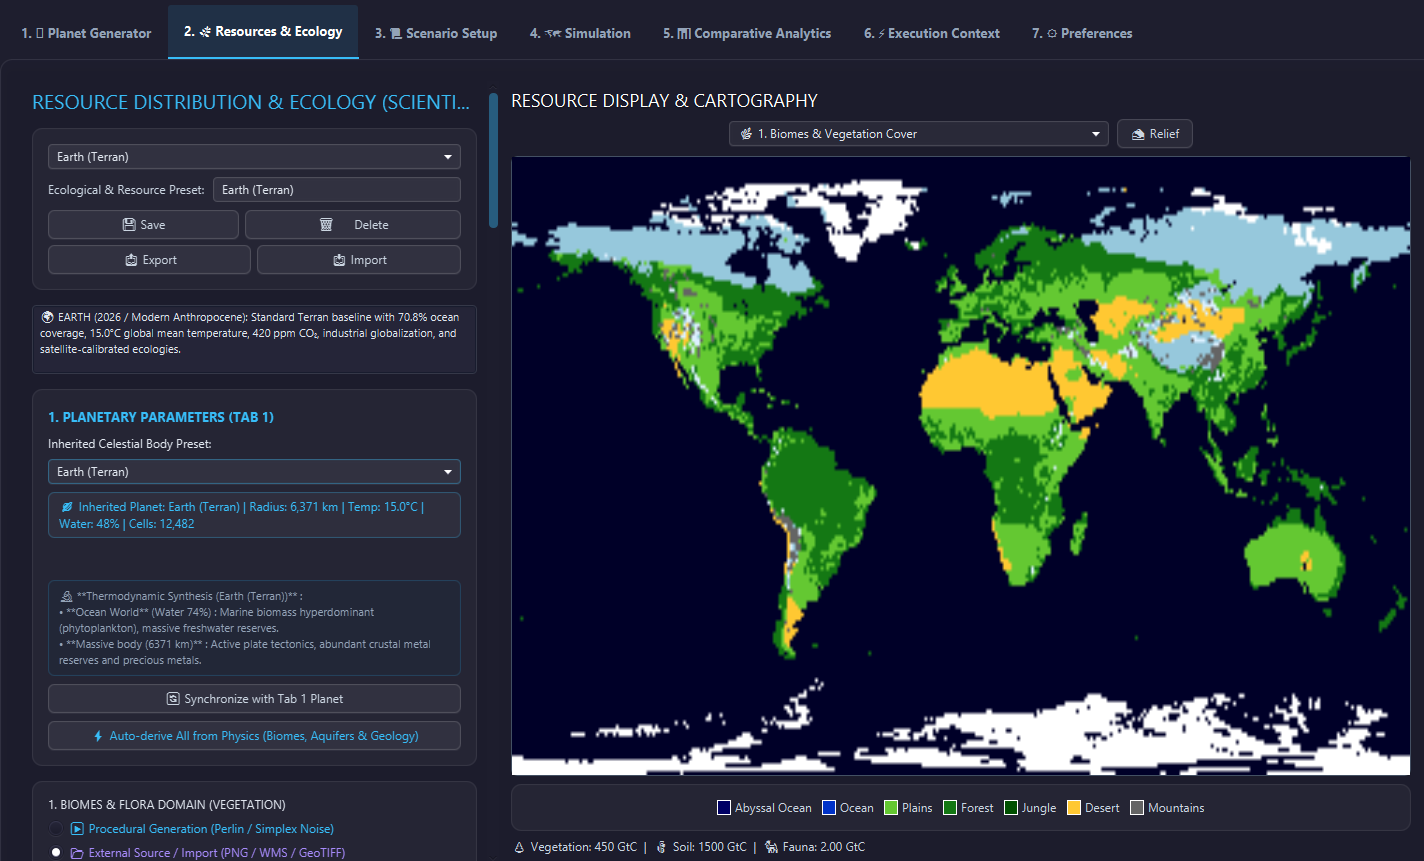 1. Planet Generator
2. Resources & Ecology
3. Scenario Setup
4. Simulation
5. Comparative Analytics
6. Execution Context
7. Preferences
RESOURCE DISTRIBUTION & ECOLOGY (SCIENTI...
Earth (Terran)
Ecological & Resource Preset: Earth (Terran)
Save
Delete
Export
Import
EARTH (2026 / Modern Anthropocene): Standard Terran baseline with 70.8% ocean
coverage, 15.0°C global mean temperature, 420 ppm CO₂, industrial globalization, and
satellite-calibrated ecologies.
1. PLANETARY PARAMETERS (TAB 1)
Inherited Celestial Body Preset:
Earth (Terran)
Inherited Planet: Earth (Terran) | Radius: 6,371 km | Temp: 15.0°C |
Water: 48% | Cells: 12,482
**Thermodynamic Synthesis (Earth (Terran))** :
• **Ocean World** (Water 74%) : Marine biomass hyperdominant
(phytoplankton), massive freshwater reserves.
• **Massive body (6371 km)** : Active plate tectonics, abundant crustal metal
reserves and precious metals.
Synchronize with Tab 1 Planet
Auto-derive All from Physics (Biomes, Aquifers & Geology)
1. BIOMES & FLORA DOMAIN (VEGETATION)
Procedural Generation (Perlin / Simplex Noise)
External Source / Import (PNG / WMS / GeoTIFF)
RESOURCE DISPLAY & CARTOGRAPHY
1. Biomes & Vegetation Cover
Relief
Abyssal Ocean
Ocean
Plains
Forest
Jungle
Desert
Mountains
Vegetation: 450 GtC | Soil: 1500 GtC | Fauna: 2.00 GtC